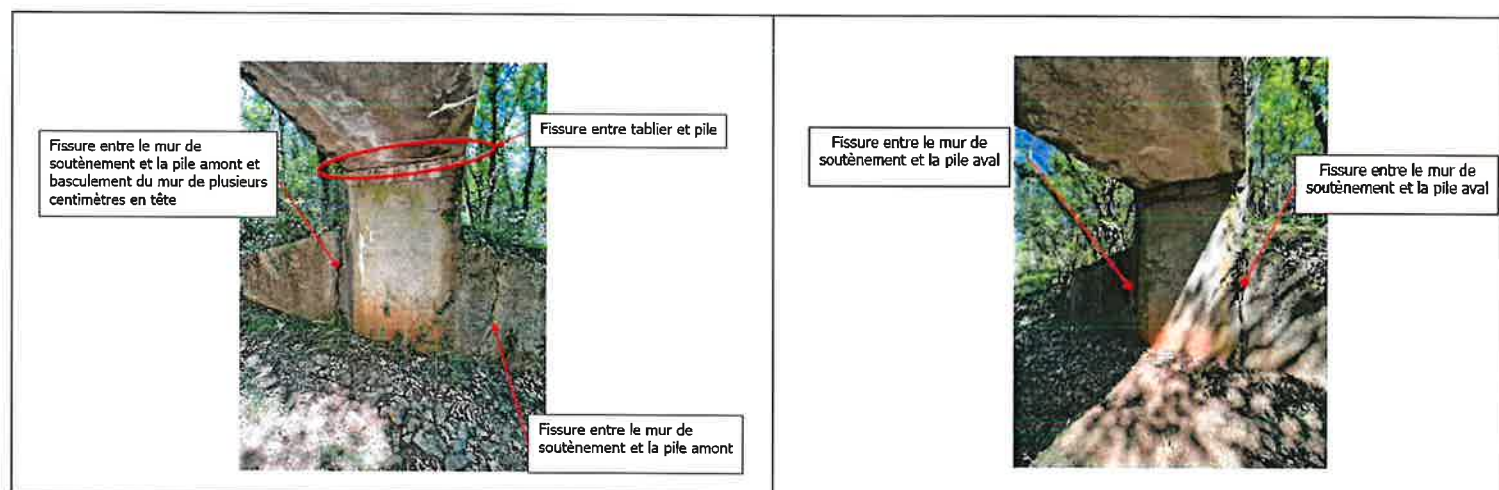 Fissure entre le mur de
soutènement et la pile amont et
basculement du mur de plusieurs
centimètres en tête
Fissure entre tablier et pile
Fissure entre le mur de
soutènement et la pile amont
Fissure entre le mur de
soutènement et la pile aval
Fissure entre le mur de
soutènement et la pile aval